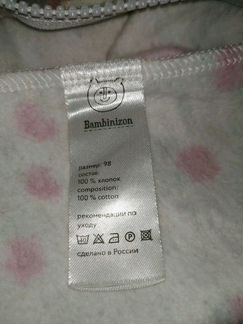 Bambinizon
размер: 98
состав:
100 % хлопок
composition:
100 % cotton
рекомендации по
уходу
сделано в России